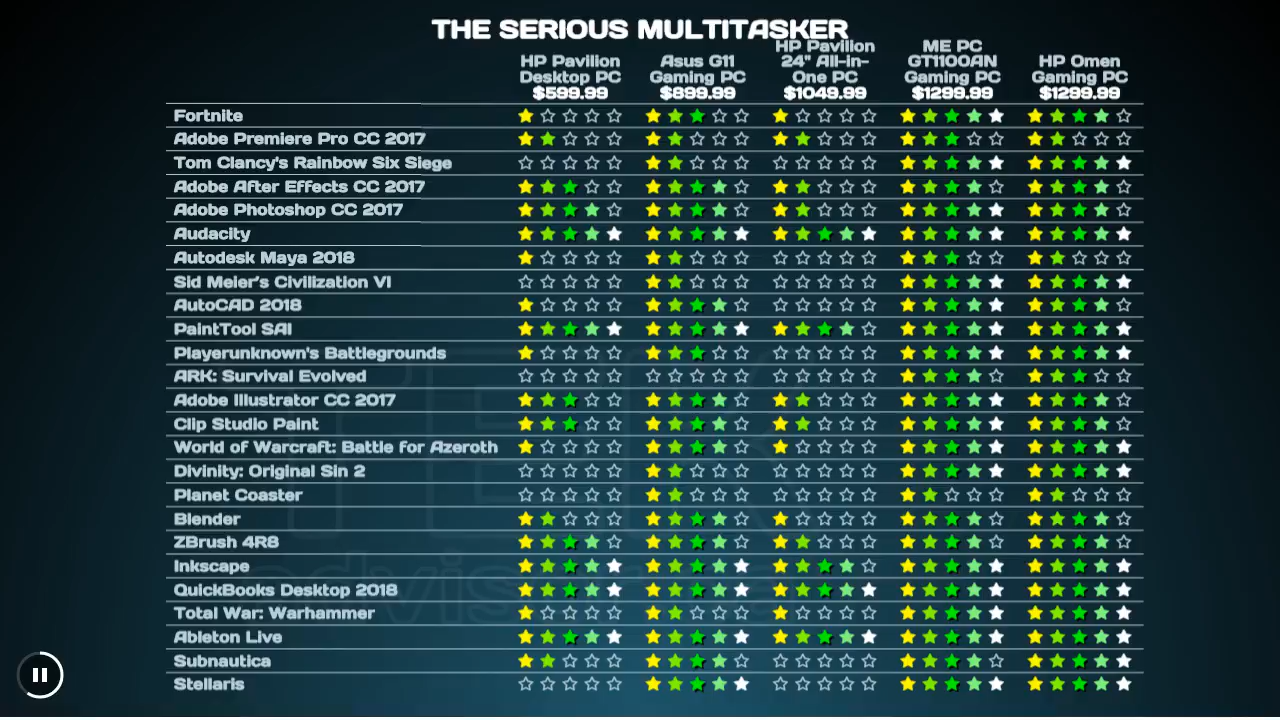 THE SERIOUS MULTITASKER
HP Pavilion
Desktop PC
$599.99
Asus G11
Gaming PC
$899.99
HP Pavilion
24" All-in-
One PC
$1049.99
ME PC
GT1100AN
Gaming PC
$1299.99
HP Omen
Gaming PC
$1299.99
Fortnite
Adobe Premiere Pro CC 2017
Tom Clancy's Rainbow Six Siege
Adobe After Effects CC 2017
Adobe Photoshop CC 2017
Audacity
Autodesk Maya 2018
Sid Meier's Civilization VI
AutoCAD 2018
PaintTool SAI
Playerunknown's Battlegrounds
ARK: Survival Evolved
Adobe Illustrator CC 2017
Clip Studio Paint
World of Warcraft: Battle for Azeroth
Divinity: Original Sin 2
Planet Coaster
Blender
ZBrush 4R8
Inkscape
QuickBooks Desktop 2018
Total War: Warhammer
Ableton Live
Subnautica
Stellaris